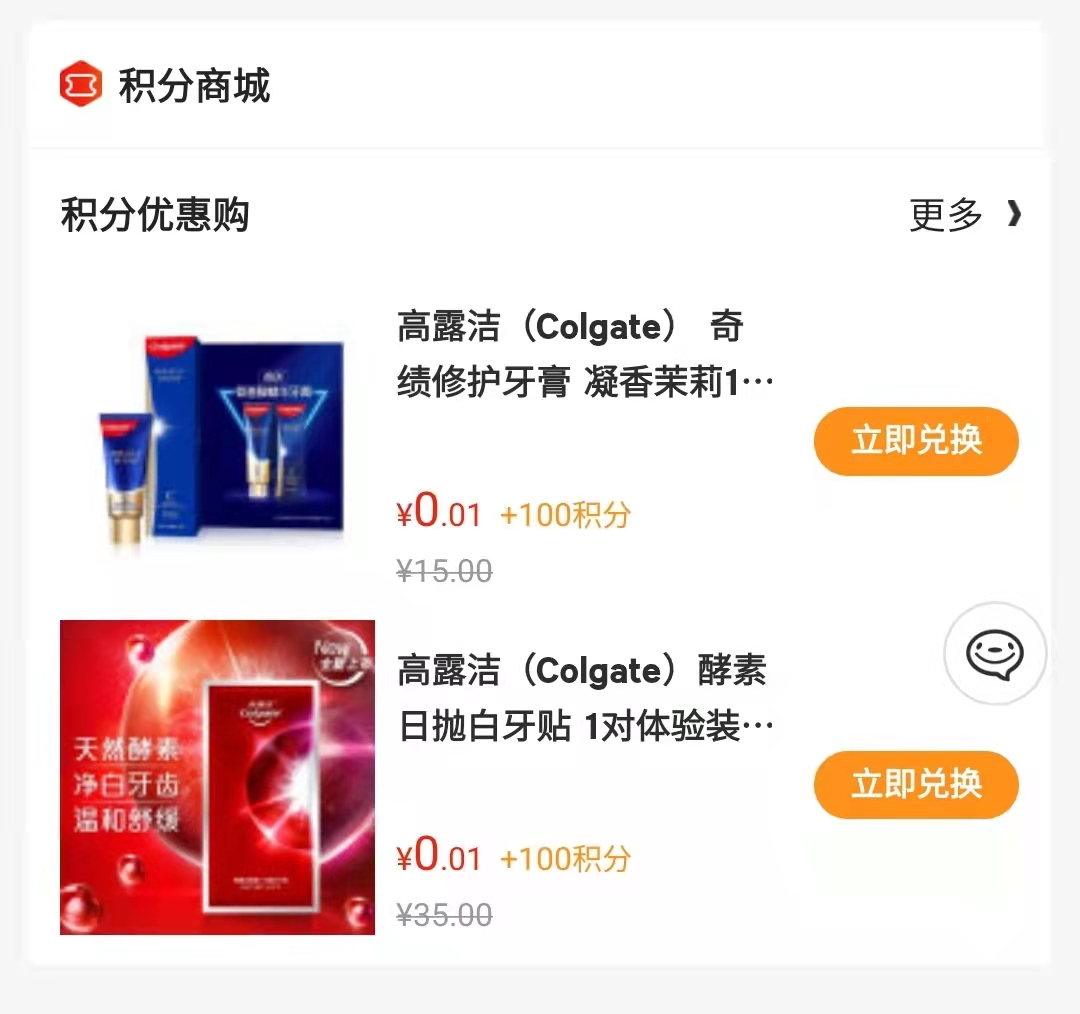 积分商城
积分优惠购
更多 ❯
高露洁（Colgate） 奇
绩修护牙膏 凝香茉莉1···
立即兑换
¥0.01 +100积分
¥15.00
New
全新上市
Colgate
天然酵素
净白牙齿
温和舒缓
高露洁（Colgate）酵素
日抛白牙贴 1对体验装···
立即兑换
¥0.01 +100积分
¥35.00